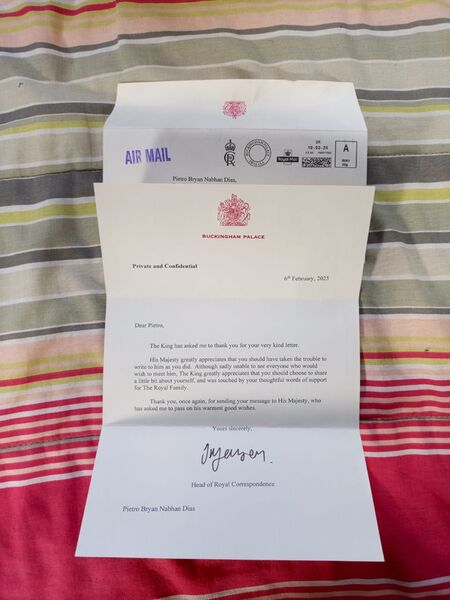 AIR MAIL
Royal Mail
UK
A
Pietro Bryan Nabhan Dias,
BUCKINGHAM PALACE
Private and Confidential
6th February, 2025
Dear Pietro,
The King has asked me to thank you for your very kind letter.
His Majesty greatly appreciates that you should have taken the trouble to
write to him as you did. Although sadly unable to see everyone who would
wish to meet him, The King greatly appreciates that you should choose to share
a little bit about yourself, and was touched by your thoughtful words of support
for The Royal Family.
Thank you, once again, for sending your message to His Majesty, who
has asked me to pass on his warmest good wishes.
Yours sincerely,
Head of Royal Correspondence
Pietro Bryan Nabhan Dias